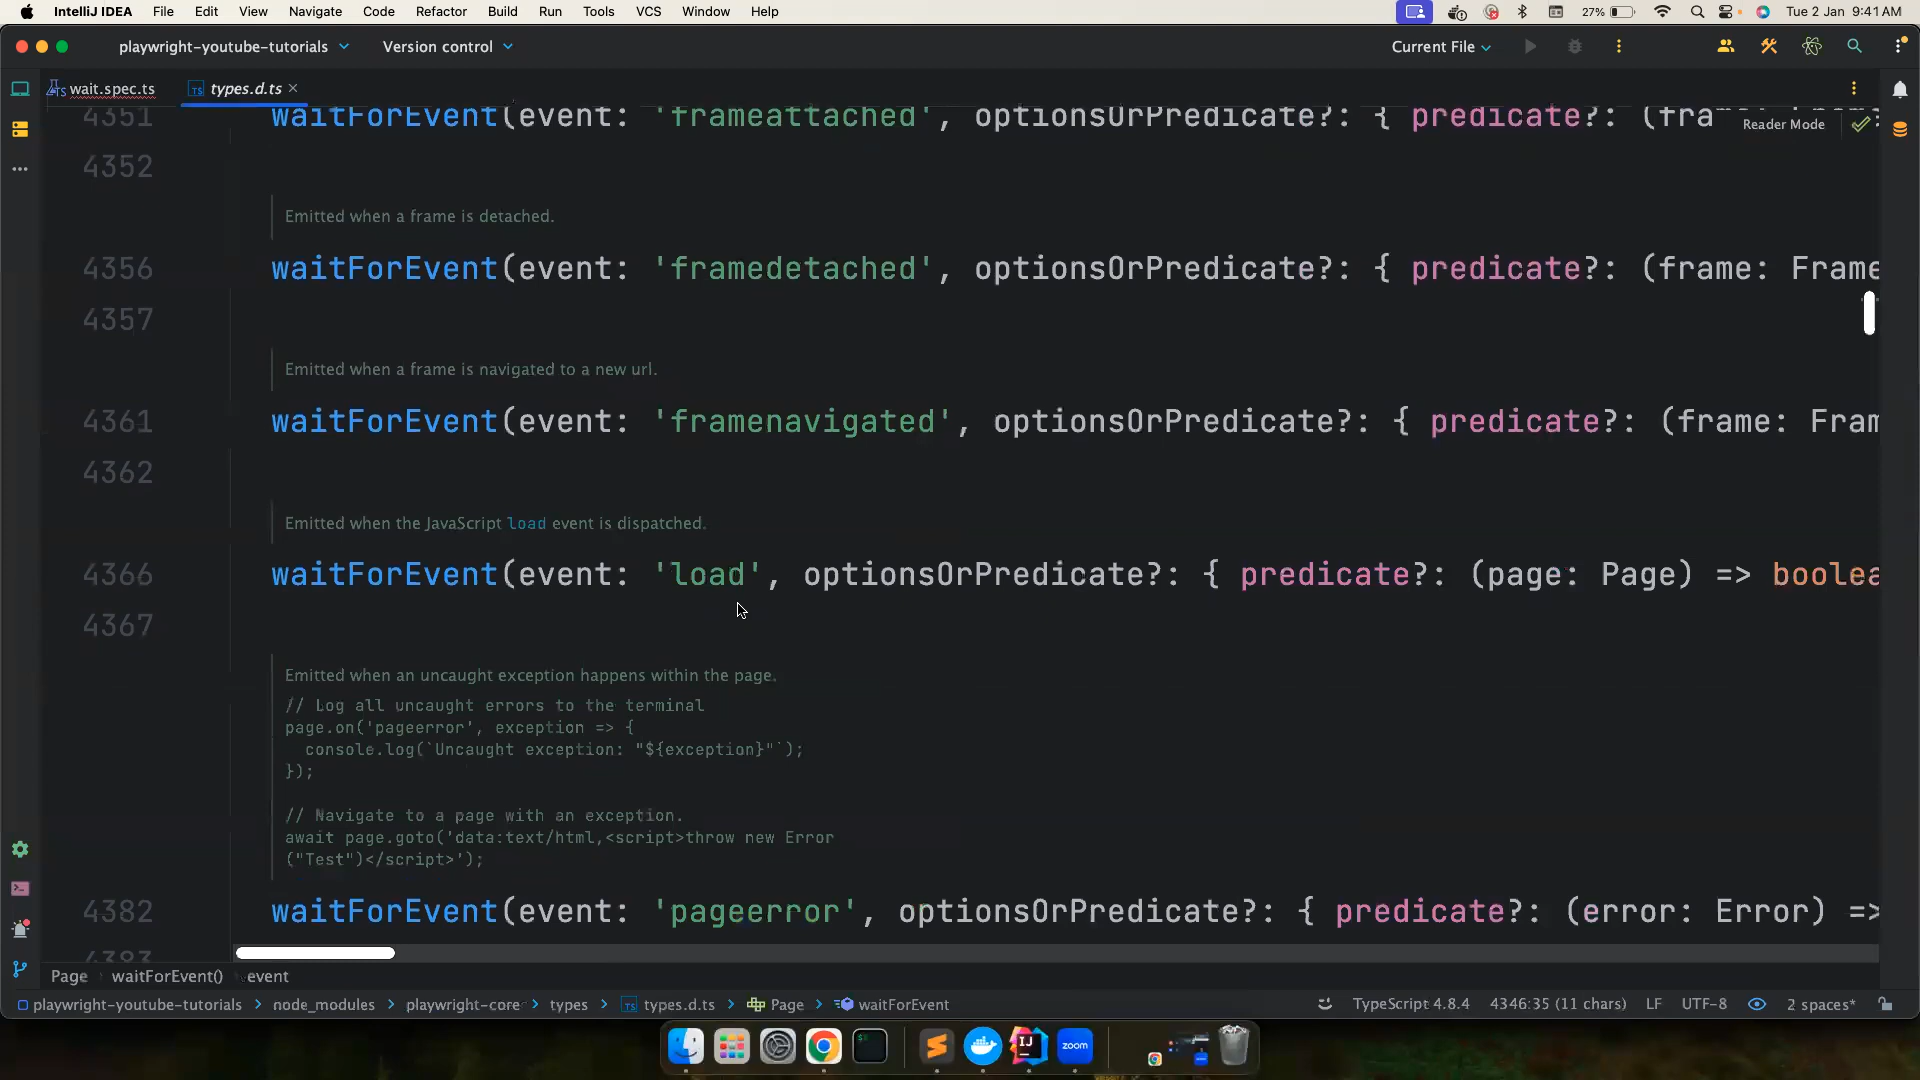 IntelliJ IDEA File Edit View Navigate Code Refactor Build Run Tools VCS Window Help 27% Tue 2 Jan 9:41 AM
playwright-youtube-tutorials Version control Current File
wait.spec.ts types.d.ts
Reader Mode
4351 waitForEvent(event: 'frameattached', optionsOrPredicate?: { predicate?: (fra
4352
Emitted when a frame is detached.
4356 waitForEvent(event: 'framedetached', optionsOrPredicate?: { predicate?: (frame: Frame
4357
Emitted when a frame is navigated to a new url.
4361 waitForEvent(event: 'framenavigated', optionsOrPredicate?: { predicate?: (frame: Fram
4362
Emitted when the JavaScript load event is dispatched.
4366 waitForEvent(event: 'load', optionsOrPredicate?: { predicate?: (page: Page) => boolea
4367
Emitted when an uncaught exception happens within the page.
// Log all uncaught errors to the terminal
page.on('pageerror', exception => {
console.log(`Uncaught exception: "${exception}"`);
});
// Navigate to a page with an exception.
await page.goto('data:text/html,<script>throw new Error
("Test")</script>');
4382 waitForEvent(event: 'pageerror', optionsOrPredicate?: { predicate?: (error: Error) =>
4383
Page waitForEvent() event
playwright-youtube-tutorials > node_modules > playwright-core > types > types.d.ts > Page > waitForEvent TypeScript 4.8.4 4346:35 (11 chars) LF UTF-8 2 spaces*
zoom